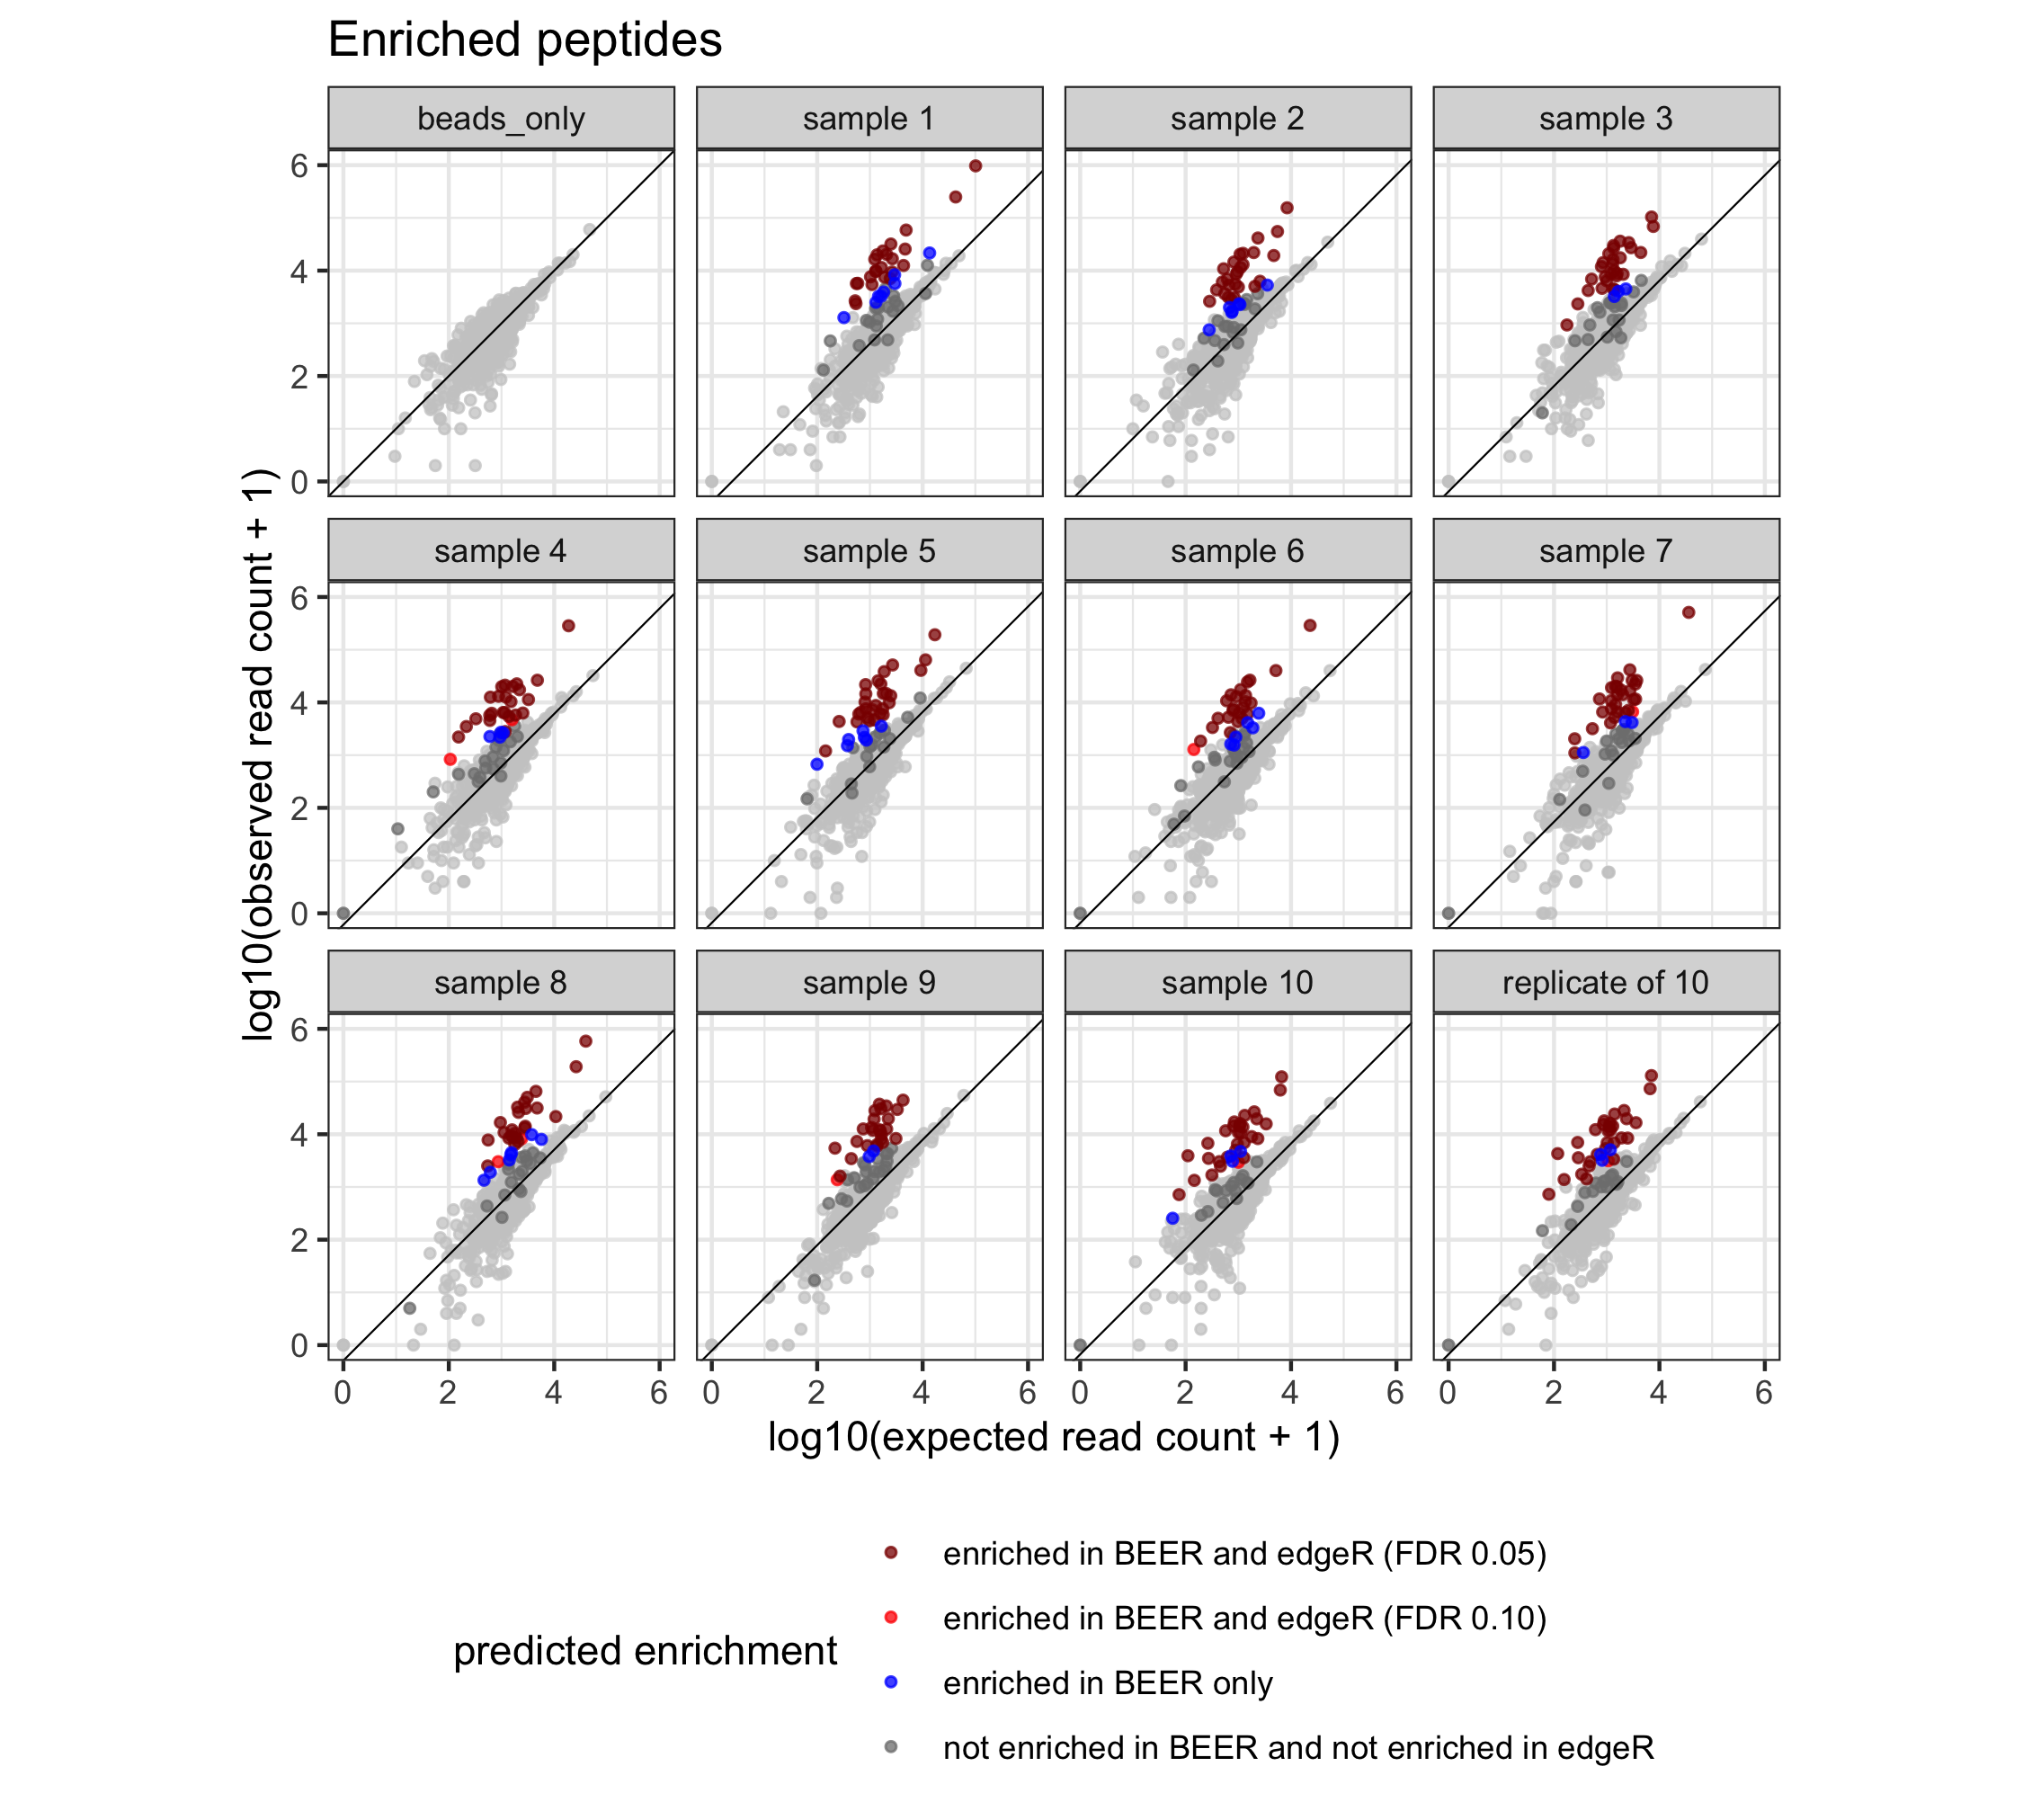 Enriched peptides
beads_only
sample 1
sample 2
sample 3
6
4
2
0
sample 4
sample 5
sample 6
sample 7
6
4
2
0
log10(observed read count + 1)
sample 8
sample 9
sample 10
replicate of 10
6
4
2
0
0 2 4 6
0 2 4 6
0 2 4 6
0 2 4 6
log10(expected read count + 1)
predicted enrichment
enriched in BEER and edgeR (FDR 0.05)
enriched in BEER and edgeR (FDR 0.10)
enriched in BEER only
not enriched in BEER and not enriched in edgeR